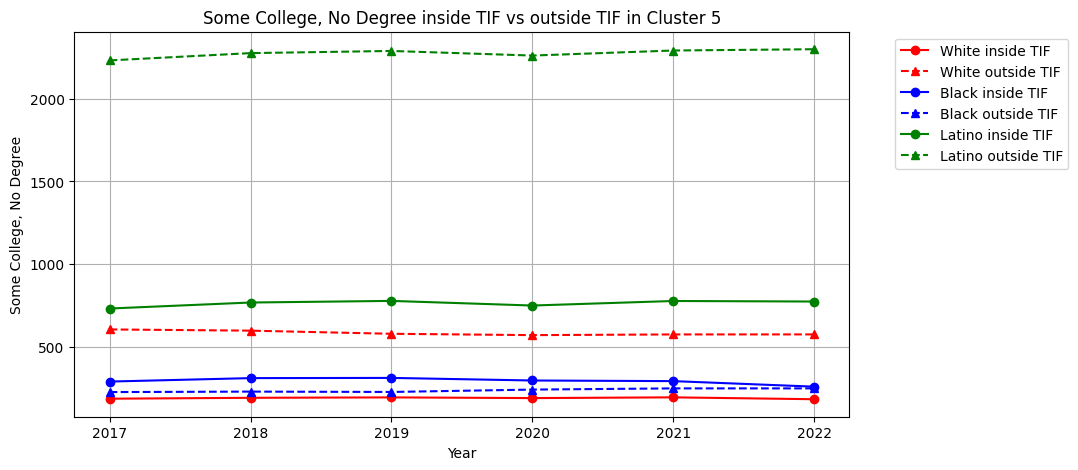 Some College, No Degree inside TIF vs outside TIF in Cluster 5
Some College, No Degree
2000
1500
1000
500
2017 2018 2019 2020 2021 2022
Year
White inside TIF
White outside TIF
Black inside TIF
Black outside TIF
Latino inside TIF
Latino outside TIF